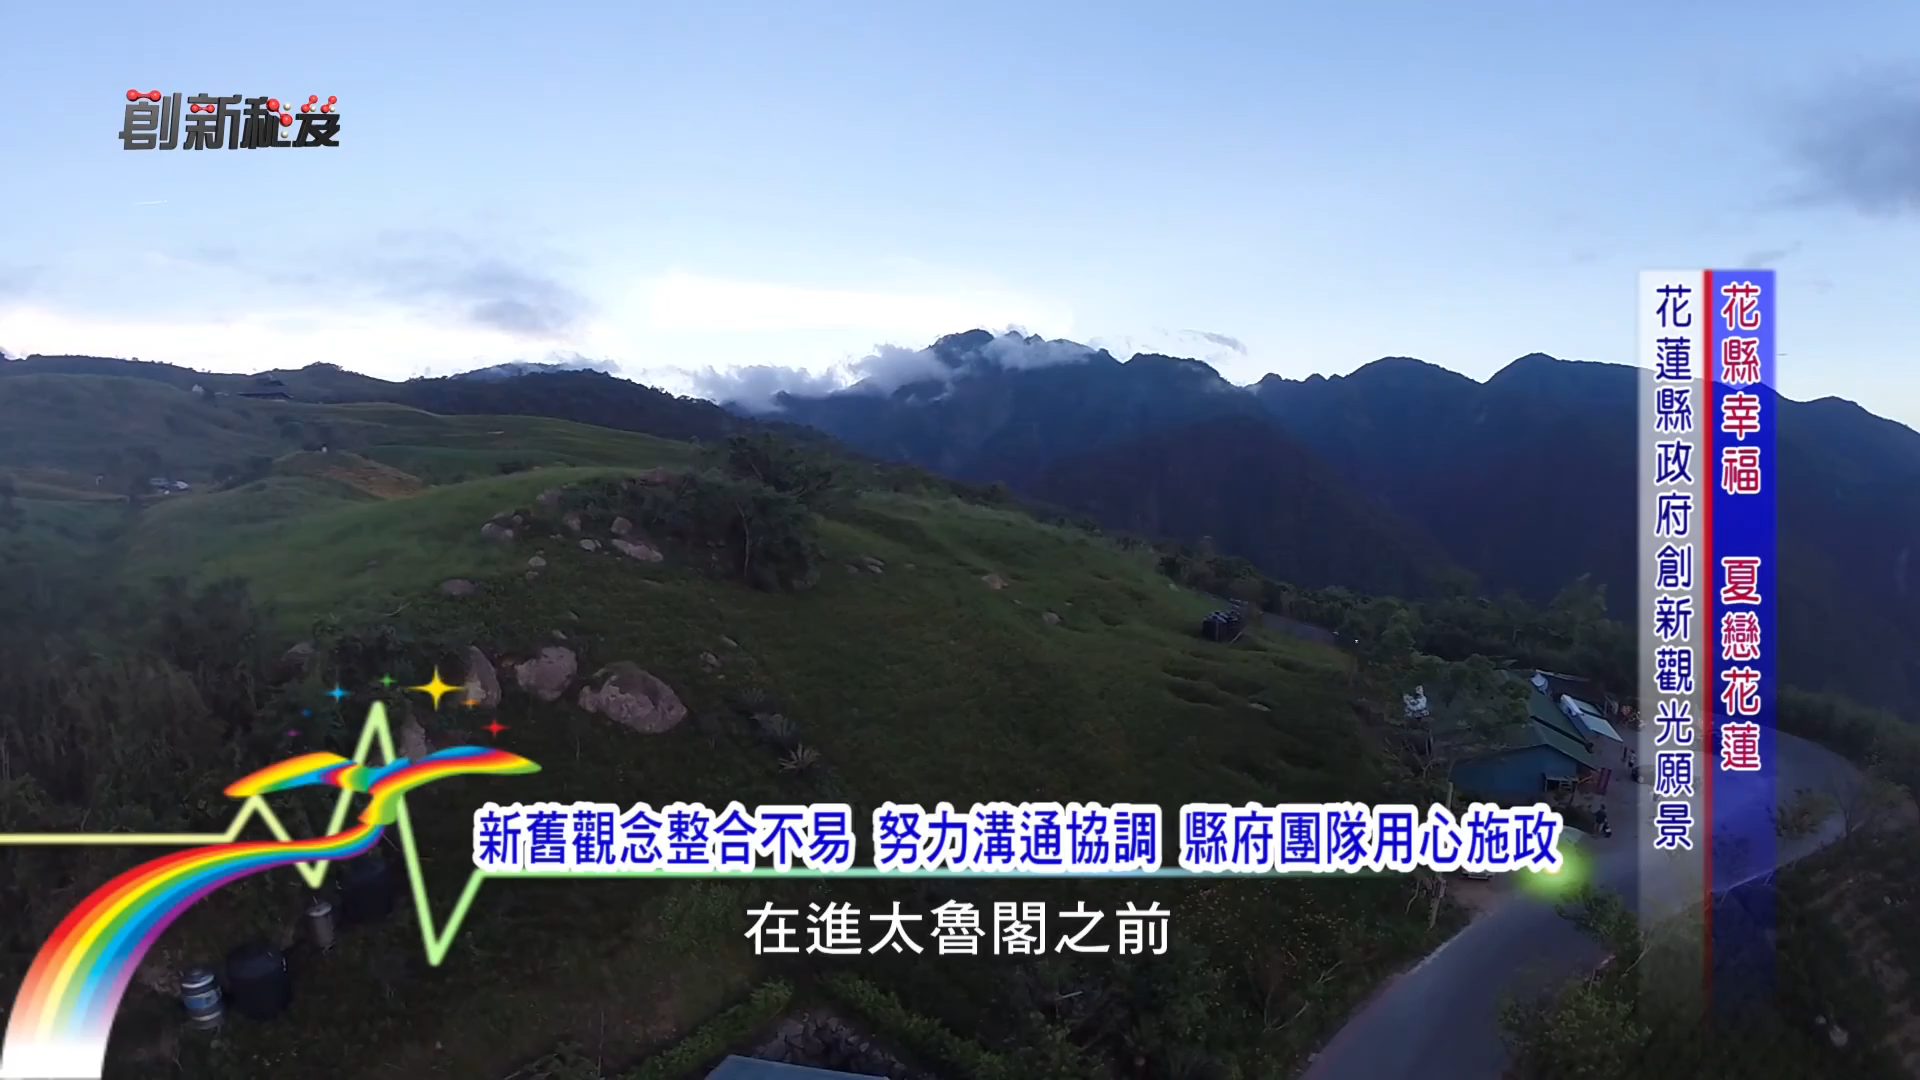 創新秘笈
花縣幸福 夏戀花蓮
花蓮縣政府創新觀光願景
新舊觀念整合不易 努力溝通協調 縣府團隊用心施政
在進太魯閣之前